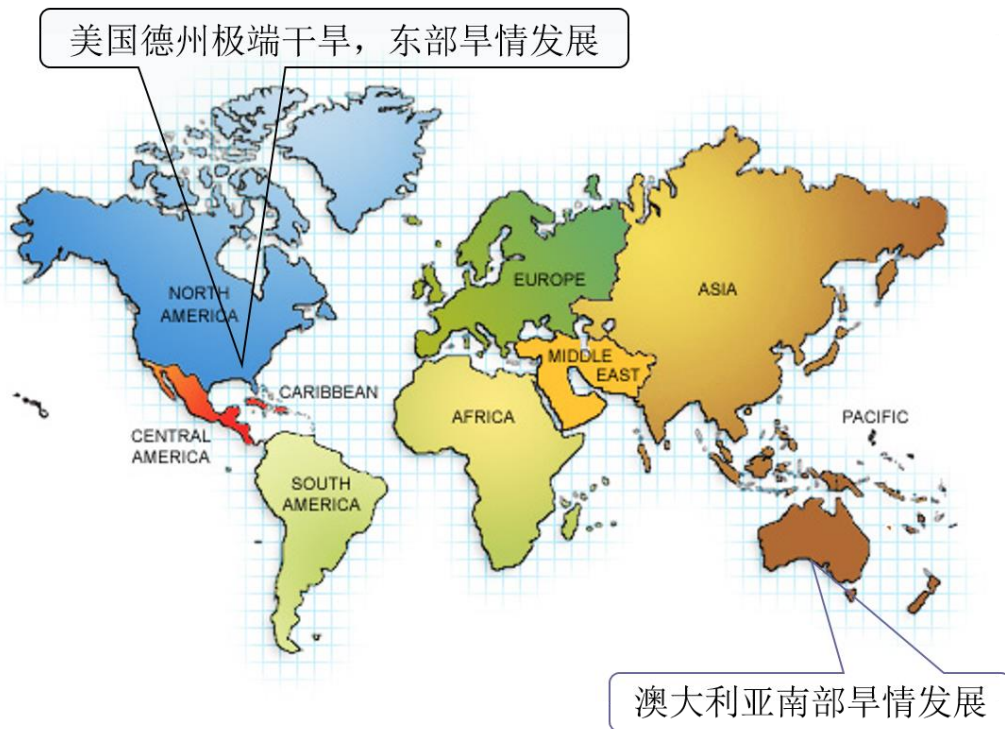 美国德州极端干旱，东部旱情发展
NORTH
AMERICA
EUROPE
ASIA
MIDDLE
EAST
CARIBBEAN
AFRICA
PACIFIC
CENTRAL
AMERICA
SOUTH
AMERICA
澳大利亚南部旱情发展